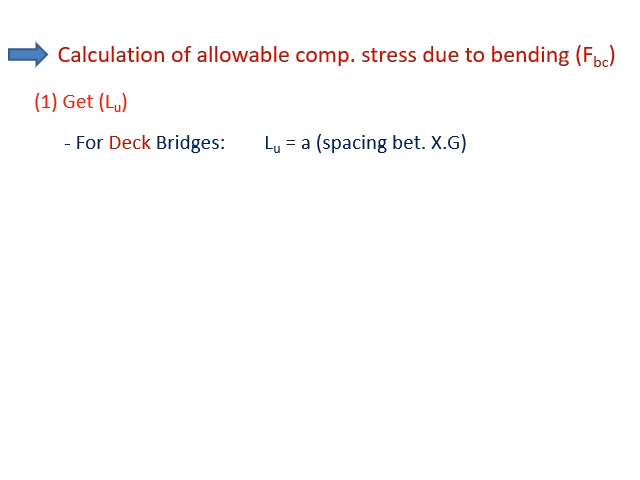 Calculation of allowable comp. stress due to bending (Fbc)
(1) Get (Lu)
- For Deck Bridges: Lu = a (spacing bet. X.G)